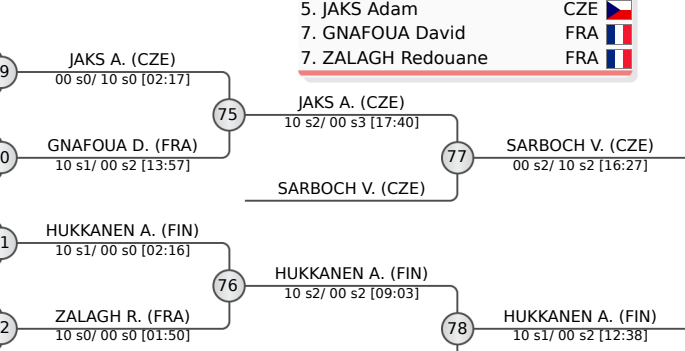 5. JAKS Adam CZE
7. GNAFOUA David FRA
7. ZALAGH Redouane FRA
9 JAKS A. (CZE)
00 s0/ 10 s0 [02:17]
75 JAKS A. (CZE)
10 s2/ 00 s3 [17:40]
0 GNAFOUA D. (FRA)
10 s1/ 00 s2 [13:57]
77 SARBOCH V. (CZE)
00 s2/ 10 s2 [16:27]
SARBOCH V. (CZE)
1 HUKKANEN A. (FIN)
10 s1/ 00 s0 [02:16]
76 HUKKANEN A. (FIN)
10 s2/ 00 s2 [09:03]
2 ZALAGH R. (FRA)
10 s0/ 00 s0 [01:50]
78 HUKKANEN A. (FIN)
10 s1/ 00 s2 [12:38]